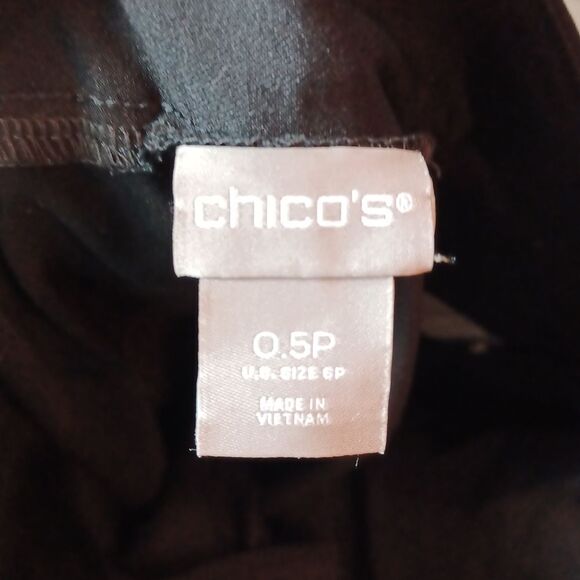 chico's®
0.5P
U.S. SIZE 6P
MADE IN
VIETNAM